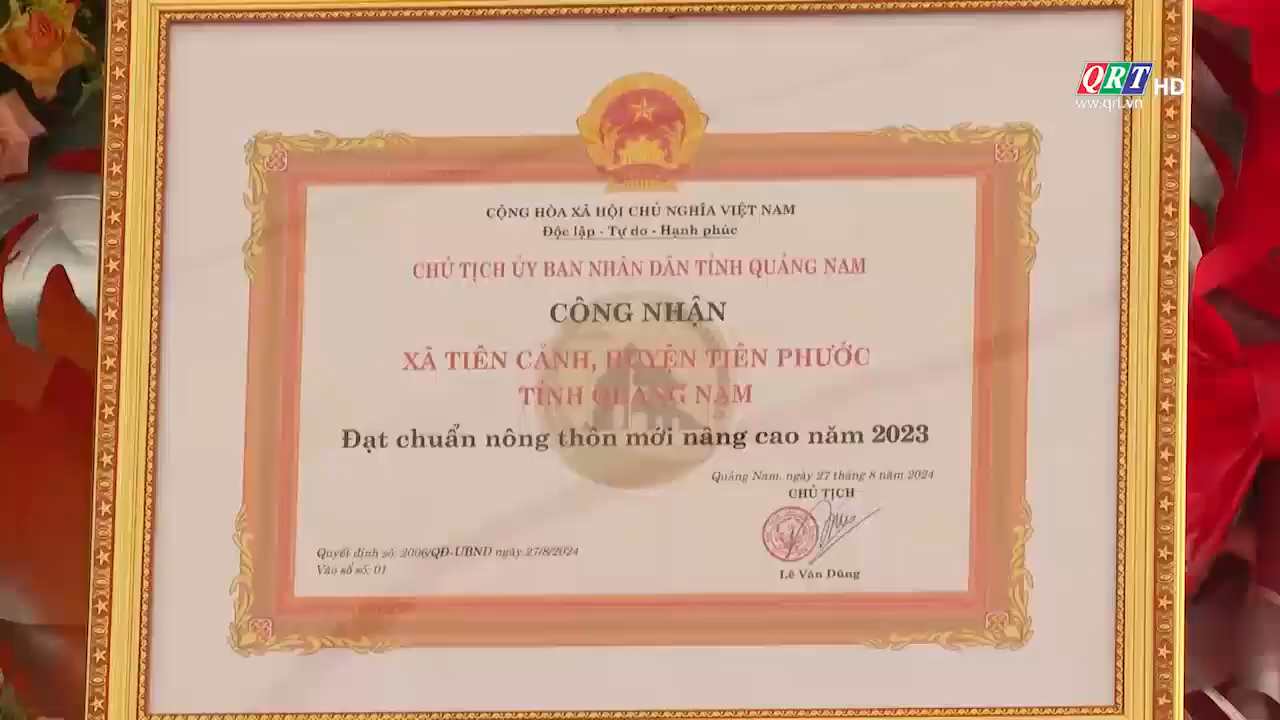 QRT HD
www.qrt.vn
CỘNG HÒA XÃ HỘI CHỦ NGHĨA VIỆT NAM
Độc lập - Tự do - Hạnh phúc
CHỦ TỊCH ỦY BAN NHÂN DÂN TỈNH QUẢNG NAM
CÔNG NHẬN
XÃ TIÊN CẢNH, HUYỆN TIÊN PHƯỚC
TỈNH QUẢNG NAM
Đạt chuẩn nông thôn mới nâng cao năm 2023
Quảng Nam, ngày 27 tháng 8 năm 2024
CHỦ TỊCH
Quyết định số: 2006/QĐ-UBND ngày 27/8/2024
Vào sổ số: 01
Lê Văn Dũng